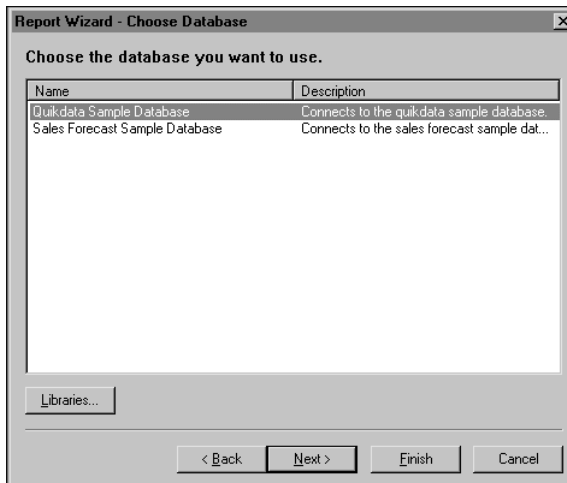 Report Wizard - Choose Database
Choose the database you want to use.
Name Description
Quikdata Sample Database Connects to the quikdata sample database.
Sales Forecast Sample Database Connects to the sales forecast sample dat...
Libraries...
< Back Next > Finish Cancel